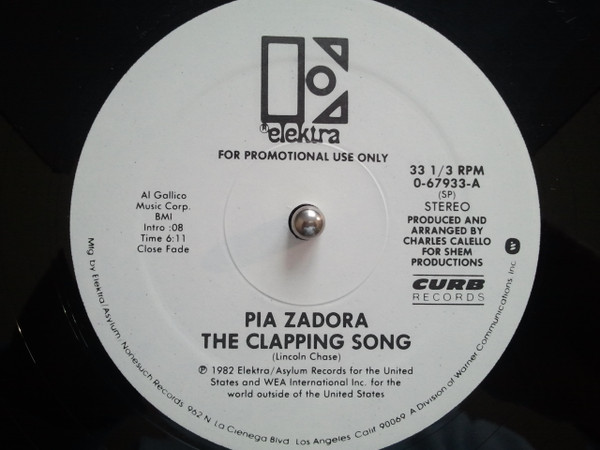 ® elektra
FOR PROMOTIONAL USE ONLY
Al Gallico
Music Corp.
BMI
Intro :08
Time 6:11
Close Fade
33 1/3 RPM
0-67933-A
(SP)
STEREO
PRODUCED AND
ARRANGED BY
CHARLES CALELLO
FOR SHEM
PRODUCTIONS
CURB
RECORDS
PIA ZADORA
THE CLAPPING SONG
(Lincoln Chase)
℗ 1982 Elektra/Asylum Records for the United
States and WEA International Inc. for the
world outside of the United States
Mfg by Elektra/Asylum/Nonesuch Records 962 N La Cienega Blvd Los Angeles Calif 90069 A Division of Warner Communications Inc. W